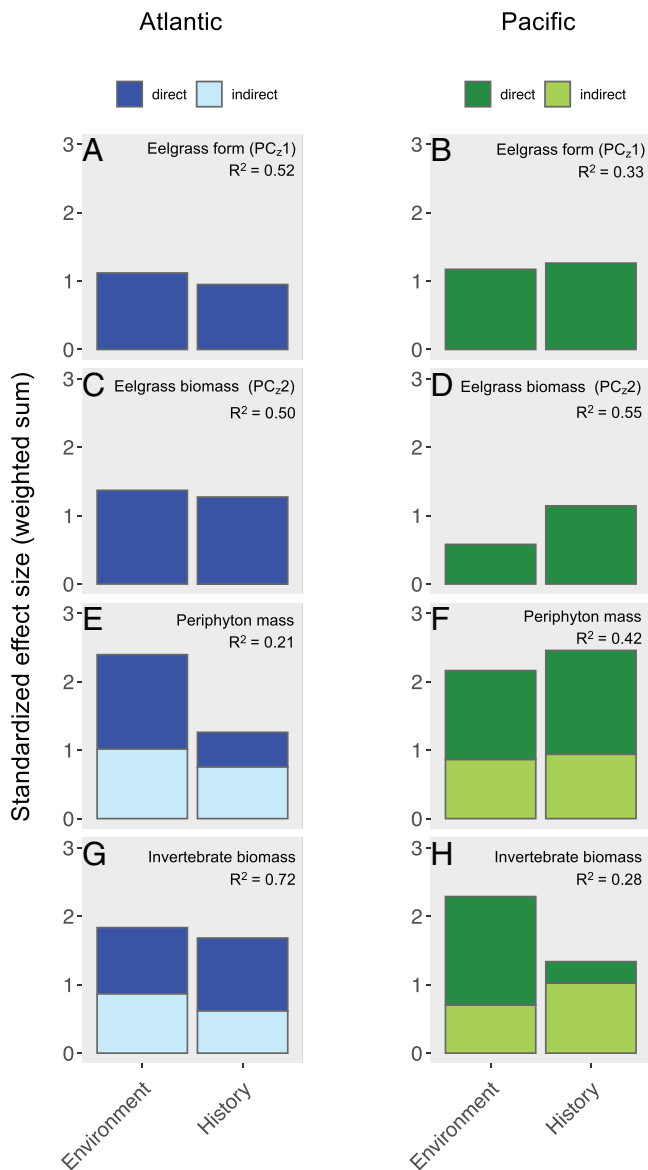 Atlantic
Pacific
direct indirect
direct indirect
Standardized effect size (weighted sum)
A
Eelgrass form (PCz1)
R² = 0.52
3
2
1
0
B
Eelgrass form (PCz1)
R² = 0.33
3
2
1
0
C
Eelgrass biomass (PCz2)
R² = 0.50
3
2
1
0
D
Eelgrass biomass (PCz2)
R² = 0.55
3
2
1
0
E
Periphyton mass
R² = 0.21
3
2
1
0
F
Periphyton mass
R² = 0.42
3
2
1
0
G
Invertebrate biomass
R² = 0.72
3
2
1
0
H
Invertebrate biomass
R² = 0.28
3
2
1
0
Environment
History
Environment
History